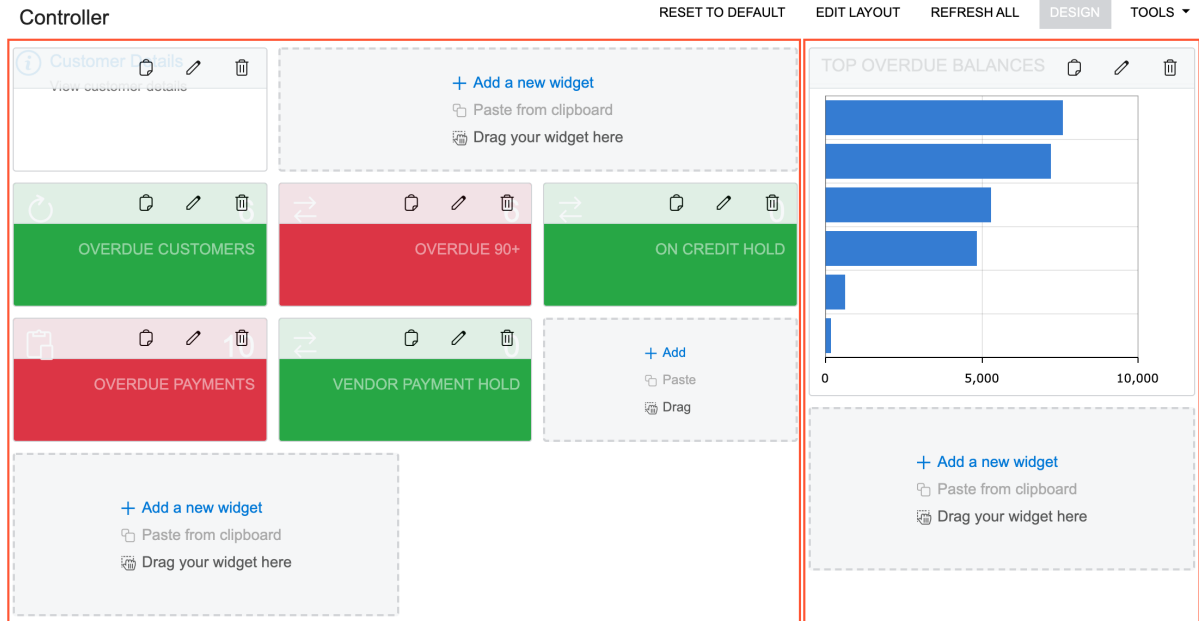 Controller
RESET TO DEFAULT
EDIT LAYOUT
REFRESH ALL
DESIGN
TOOLS
Customer Details
View customer details
+ Add a new widget
Paste from clipboard
Drag your widget here
TOP OVERDUE BALANCES
0
5,000
10,000
OVERDUE CUSTOMERS
OVERDUE 90+
ON CREDIT HOLD
10
OVERDUE PAYMENTS
VENDOR PAYMENT HOLD
+ Add
Paste
Drag
+ Add a new widget
Paste from clipboard
Drag your widget here
+ Add a new widget
Paste from clipboard
Drag your widget here